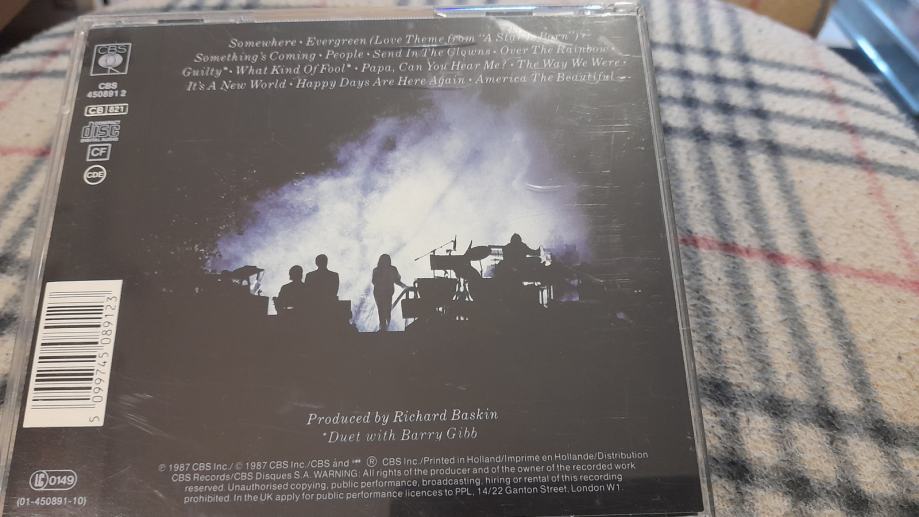 Somewhere · Evergreen (Love Theme from "A Star Is Born") ·
Something's Coming · People · Send In The Clowns · Over The Rainbow ·
Guilty* · What Kind Of Fool* · Papa, Can You Hear Me? · The Way We Were ·
It's A New World · Happy Days Are Here Again · America The Beautiful
CBS
CBS
450891 2
CB 821
COMPACT
disc
DIGITAL AUDIO
CF
CDE
5 099745 089123
Produced by Richard Baskin
*Duet with Barry Gibb
LC 0149
(01-450891-10)
℗ 1987 CBS Inc./ © 1987 CBS Inc./CBS and ® CBS Inc./Printed in Holland/Imprime en Hollande/Distribution
CBS Records/CBS Disques S.A. WARNING: All rights of the producer and of the owner of the recorded work
reserved. Unauthorised copying, public performance, broadcasting, hiring or rental of this recording
prohibited. In the UK apply for public performance licences to PPL, 14/22 Ganton Street, London W1.